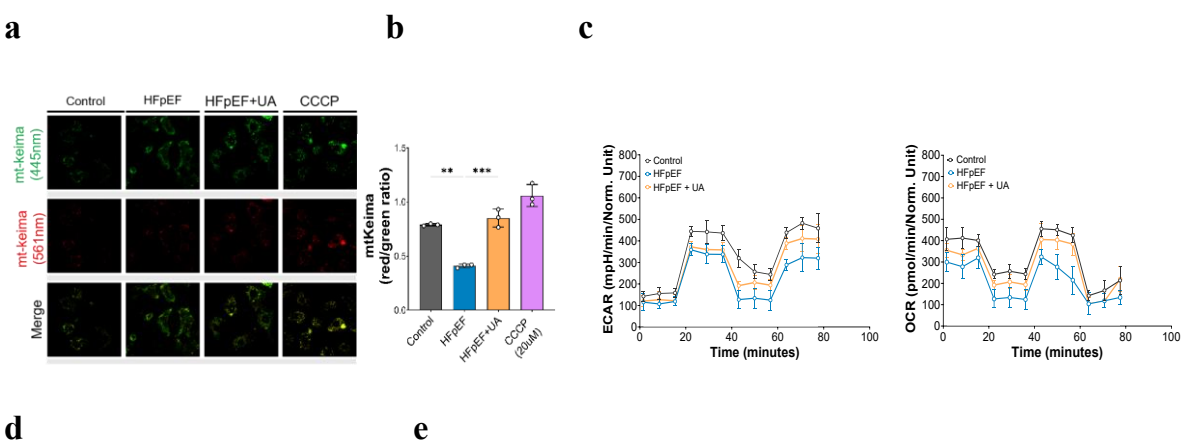 a
b
c
Control HFpEF HFpEF+UA CCCP
mt-keima
(445nm)
mt-keima
(561nm)
Merge
mtKeima
(red/green ratio)
1.5
1.0
0.5
0.0
** ***
Control
HFpEF
HFpEF+UA
CCCP
(20uM)
ECAR (mpH/min/Norm. Unit)
800
700
600
500
400
300
200
100
0
Control
HFpEF
HFpEF + UA
0 20 40 60 80 100
Time (minutes)
OCR (pmol/min/Norm. Unit)
800
700
600
500
400
300
200
100
0
Control
HFpEF
HFpEF + UA
0 20 40 60 80 100
Time (minutes)
d
e